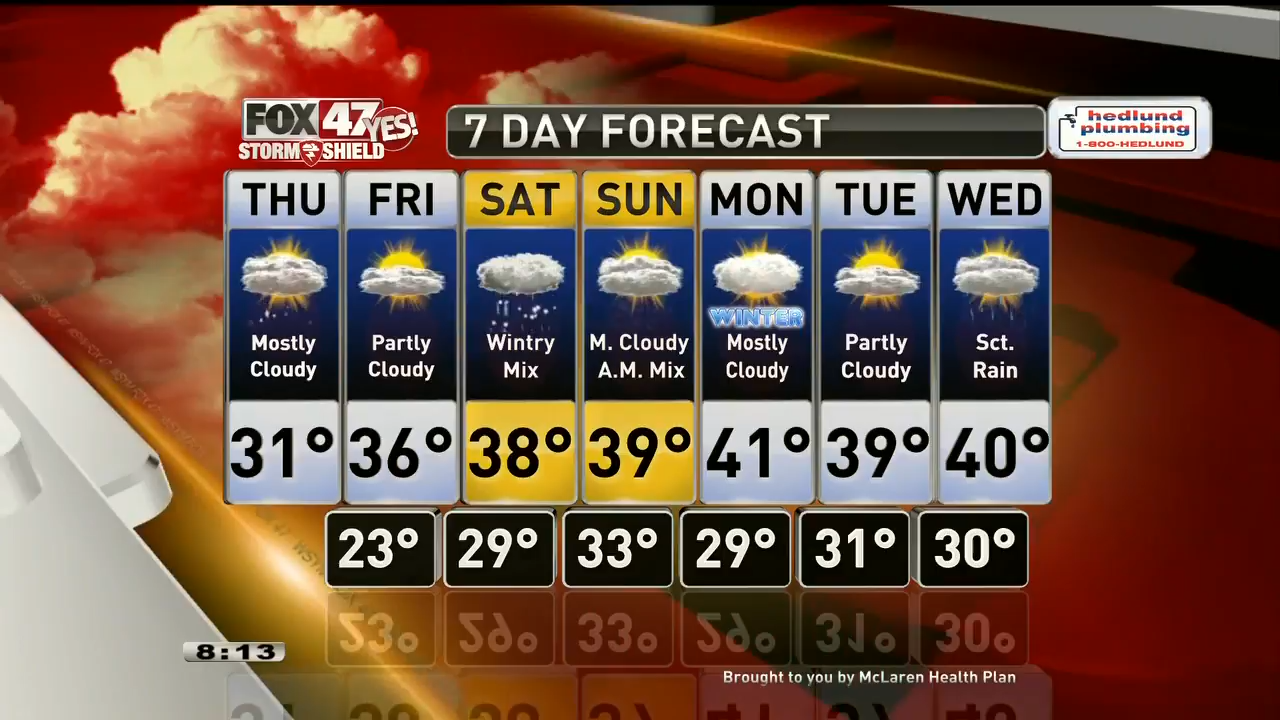 FOX 47 YES!
STORM SHIELD
7 DAY FORECAST
hedlund
plumbing
1-800-HEDLUND
THU FRI SAT SUN MON TUE WED
WINTER
Mostly Partly Wintry M. Cloudy Mostly Partly Sct.
Cloudy Cloudy Mix A.M. Mix Cloudy Cloudy Rain
31° 36° 38° 39° 41° 39° 40°
23° 29° 33° 29° 31° 30°
8:13
Brought to you by McLaren Health Plan